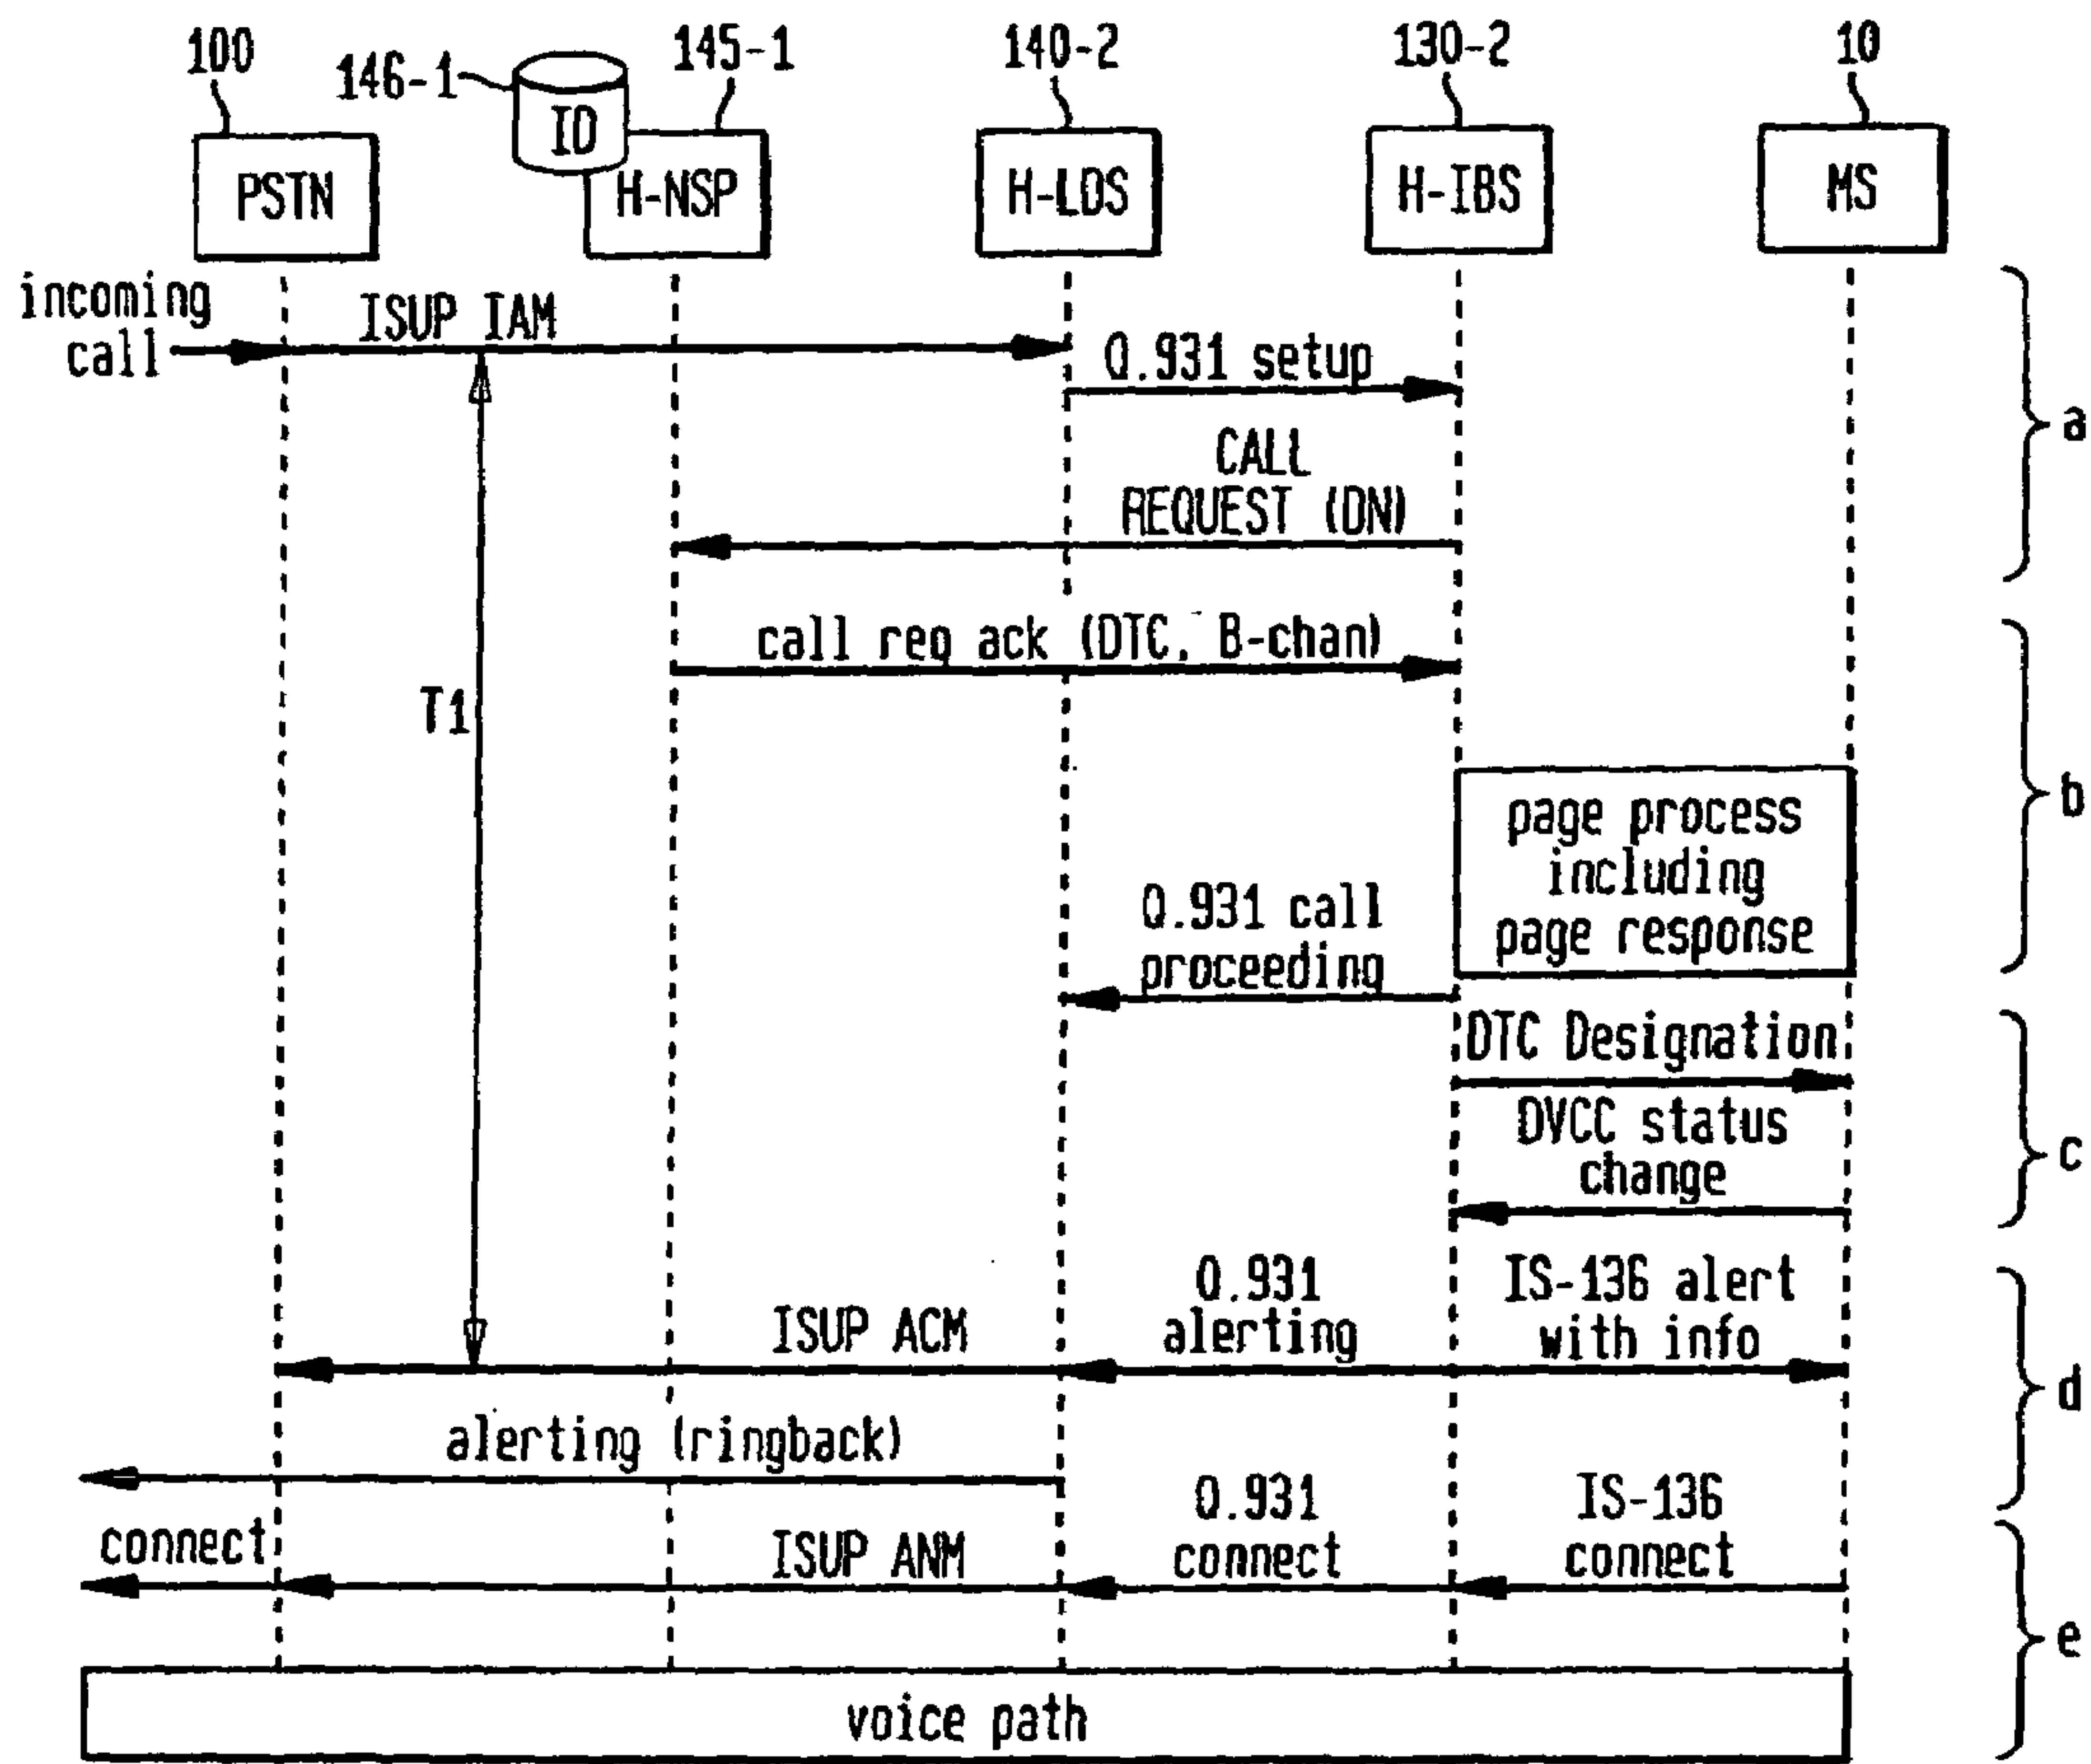 100
146-1
145-1
140-2
130-2
10
ID
PSTN
H-NSP
H-LDS
H-IBS
MS
incoming
call
ISUP IAM
Q.931 setup
CALL
REQUEST (DN)
a
call req ack (DTC, B-chan)
T1
page process
including
page response
b
Q.931 call
proceeding
DTC Designation
DVCC status
change
c
ISUP ACM
Q.931
alerting
IS-136 alert
with info
d
alerting (ringback)
connect
ISUP ANM
Q.931
connect
IS-136
connect
e
voice path